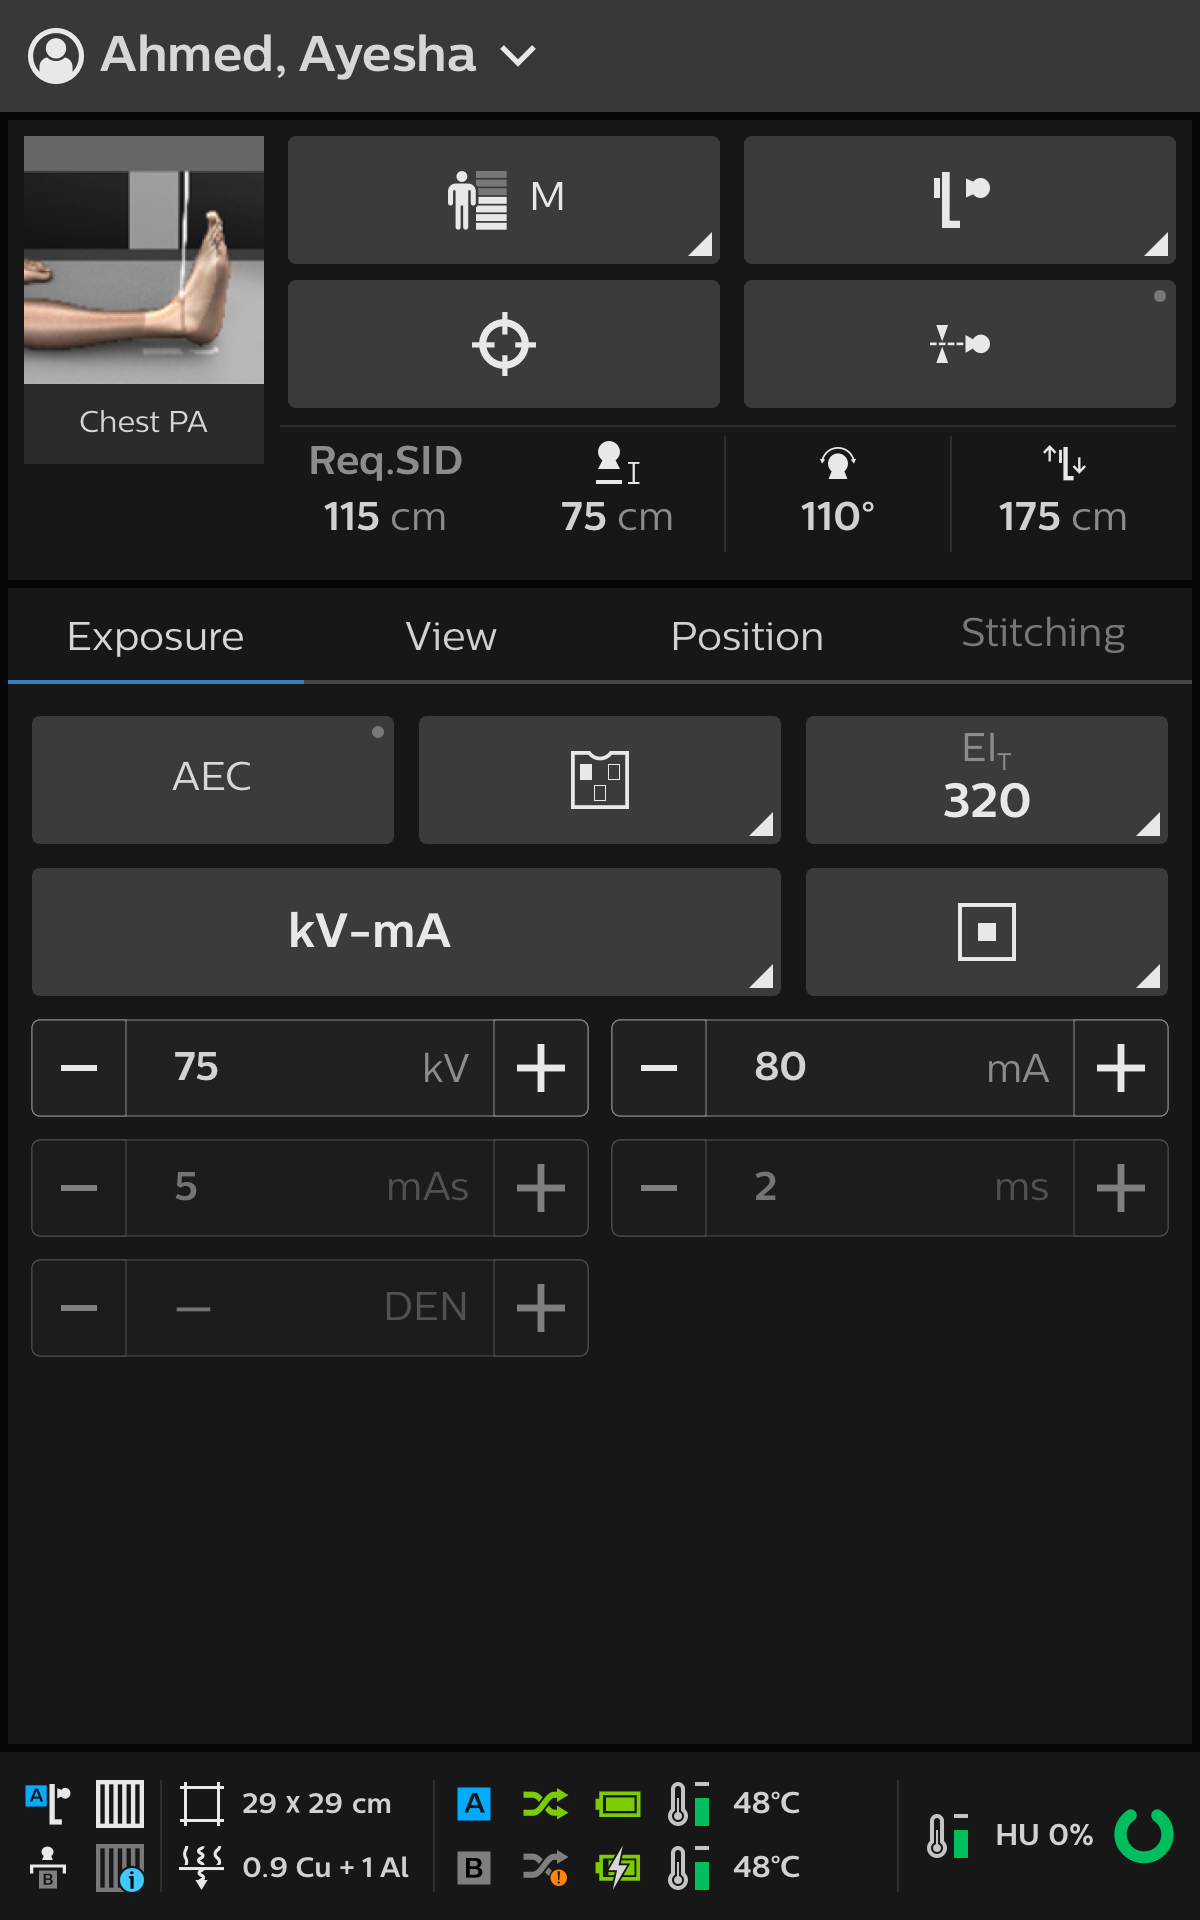 Ahmed, Ayesha
M
Chest PA
Req.SID
115 cm
75 cm
110°
175 cm
Exposure View Position Stitching
AEC
EI T
320
kV-mA
75 kV
80 mA
5 mAs
2 ms
– DEN
A
29 x 29 cm
A
48°C
HU 0%
B
0.9 Cu + 1 Al
B
48°C